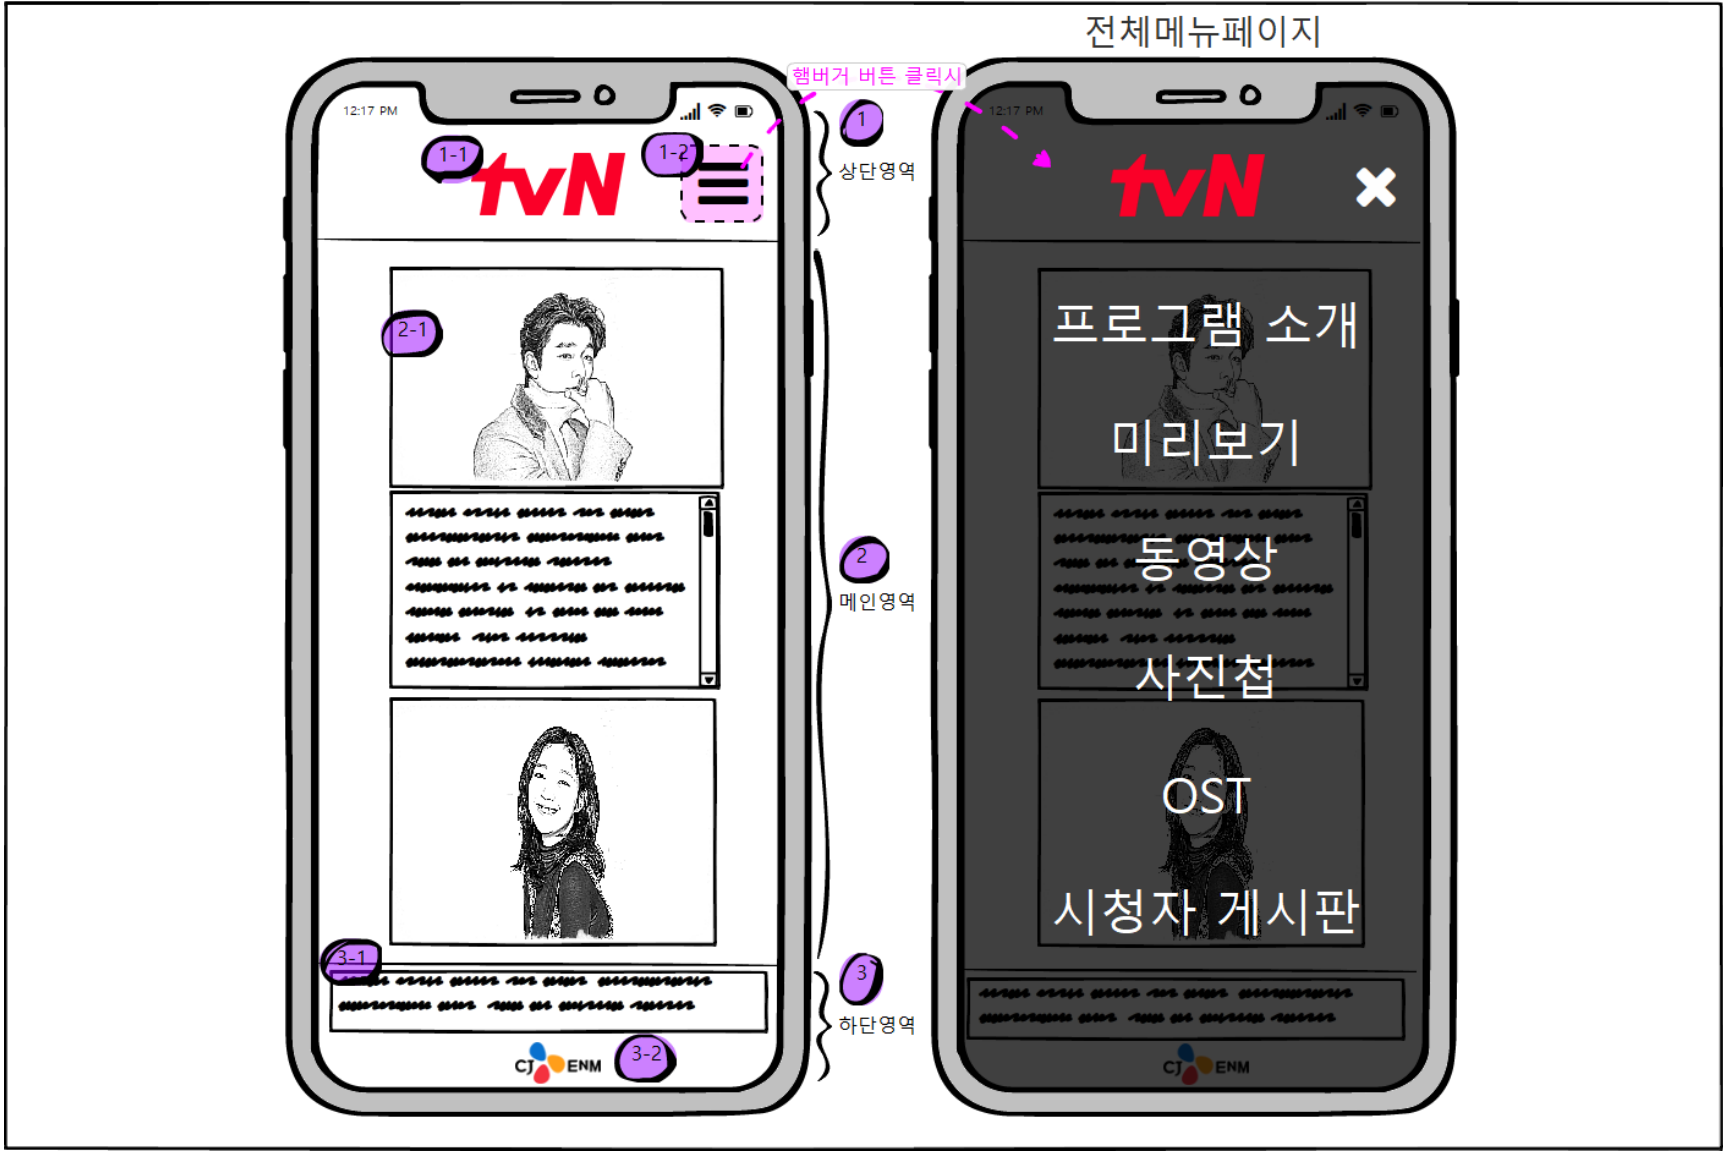 전체메뉴페이지
햄버거 버튼 클릭시
12:17 PM
1-1
tvN
1-2
1
상단영역
2-1
2
메인영역
3-1
3
하단영역
CJ ENM
3-2
12:17 PM
tvN
프로그램 소개
미리보기
동영상
사진첩
OST
시청자 게시판
CJ ENM